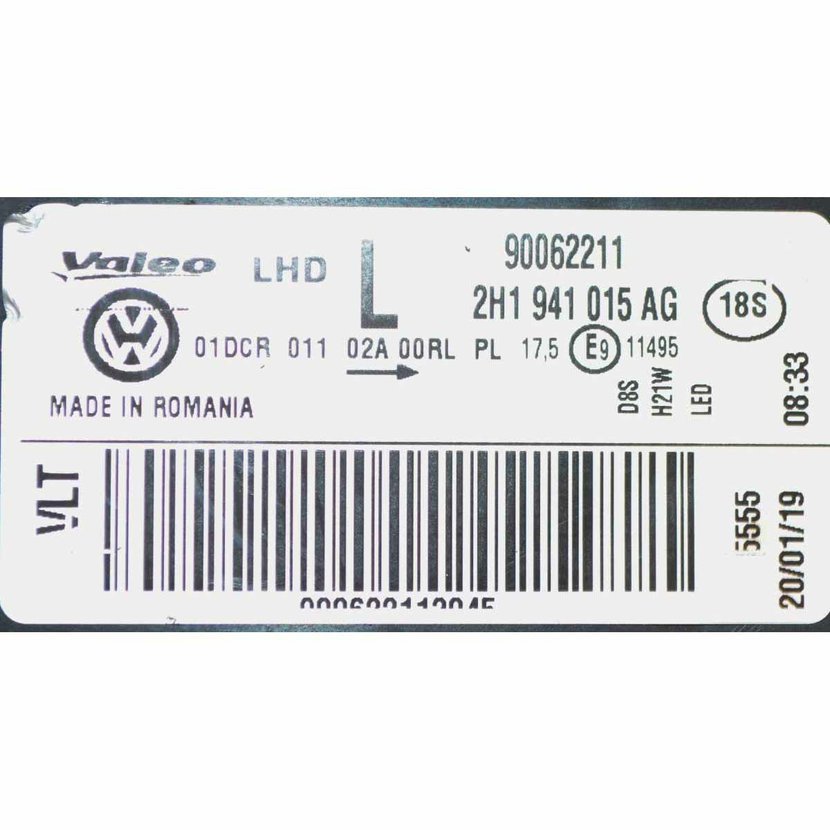 Valeo LHD L 90062211
2H1 941 015 AG 18S
01DCR 011 02A 00RL PL 17,5 E9 11495
MADE IN ROMANIA
D8S
H21W
LED
08:33
VLT
5555
20/01/19